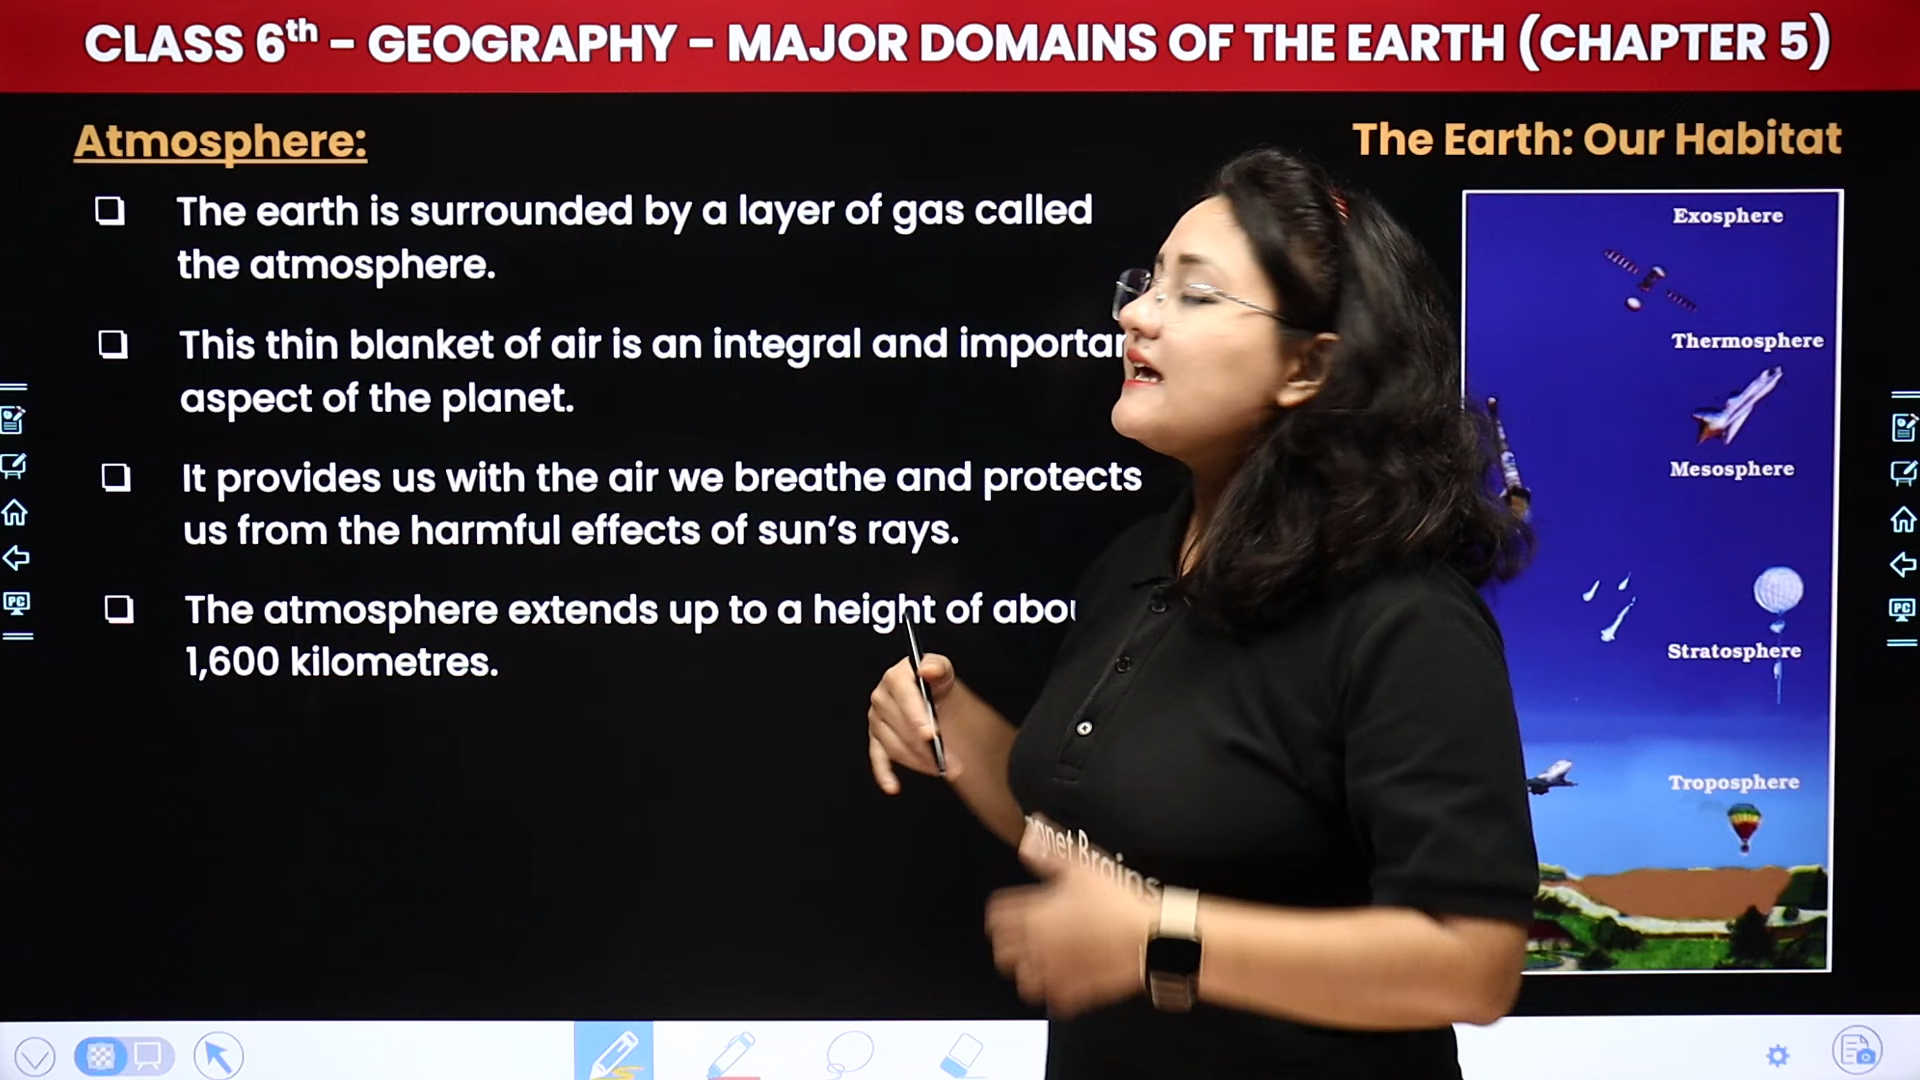 CLASS 6th – GEOGRAPHY – MAJOR DOMAINS OF THE EARTH (CHAPTER 5)
Atmosphere:
The Earth: Our Habitat
The earth is surrounded by a layer of gas called
the atmosphere.
This thin blanket of air is an integral and
aspect of the planet.
It provides us with the air we breathe and protects
us from the harmful effects of sun's rays.
The atmosphere extends up to a height of
1,600 kilometres.
Exosphere
Thermosphere
Mesosphere
Stratosphere
Troposphere
Brains
PC
PC